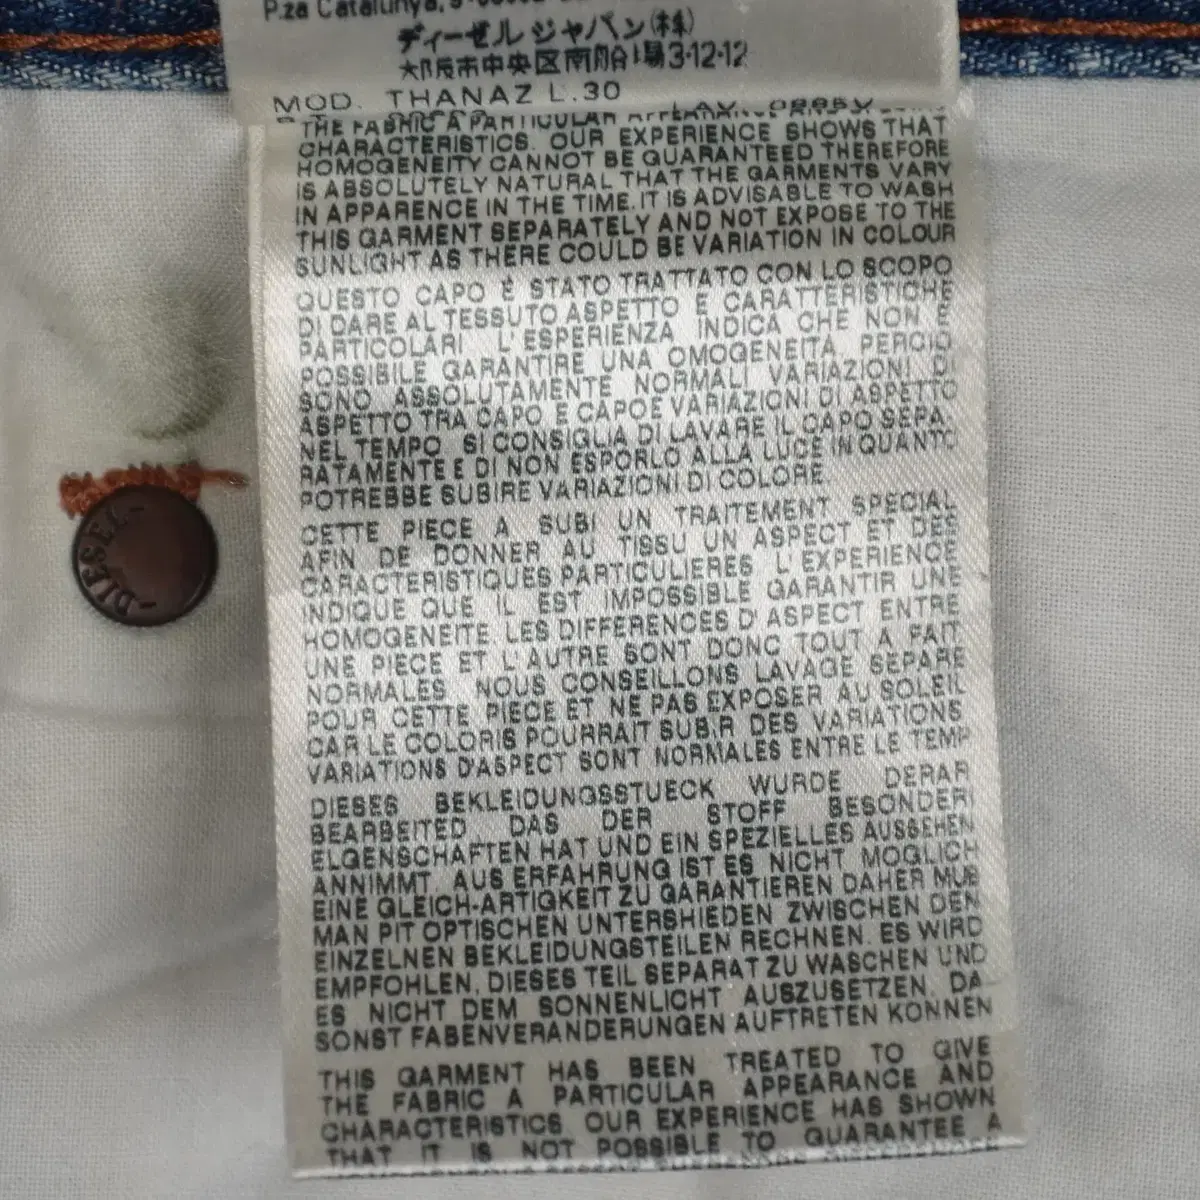 P.za Catalunya,
ディーゼル ジャパン(株)
大阪市中央区南船場3-12-12
MOD. THANAZ L.30
THE FABRIC A PARTICULAR APPEARANCE AND
CHARACTERISTICS. OUR EXPERIENCE SHOWS THAT
HOMOGENEITY CANNOT BE GUARANTEED THEREFORE
IS ABSOLUTELY NATURAL THAT THE GARMENTS VARY
IN APPARENCE IN THE TIME. IT IS ADVISABLE TO WASH
THIS GARMENT SEPARATELY AND NOT EXPOSE TO THE
SUNLIGHT AS THERE COULD BE VARIATION IN COLOUR
QUESTO CAPO È STATO TRATTATO CON LO SCOPO
DI DARE AL TESSUTO ASPETTO E CARATTERISTICHE
PARTICOLARI L'ESPERIENZA INDICA CHE NON È
POSSIBILE GARANTIRE UNA OMOGENEITA. PERCIO
SONO ASSOLUTAMENTE NORMALI VARIAZIONI DI
ASPETTO TRA CAPO E CAPOE VARIAZIONI DI ASPETTO
NEL TEMPO. SI CONSIGLIA DI LAVARE IL CAPO SEPA-
RATAMENTE E DI NON ESPORLO ALLA LUCE IN QUANTO
POTREBBE SUBIRE VARIAZIONI DI COLORE.
CETTE PIECE A SUBI UN TRAITEMENT SPECIAL
AFIN DE DONNER AU TISSU UN ASPECT ET DES
CARACTERISTIQUES PARTICULIERES L'EXPERIENCE
INDIQUE QUE IL EST IMPOSSIBLE GARANTIR UNE
HOMOGENEITE. LES DIFFERENCES D'ASPECT ENTRE
UNE PIECE ET L'AUTRE SONT DONC TOUT A FAIT
NORMALES. NOUS CONSEILLONS LAVAGE SEPARE
POUR CETTE PIECE ET NE PAS EXPOSER AU SOLEIL
CAR LE COLORIS POURRAIT SUBIR DES VARIATIONS
VARIATIONS D'ASPECT SONT NORMALES ENTRE LE TEMP
DIESES BEKLEIDUNGSSTUECK WURDE DERAR
BEARBEITED DAS DER STOFF BESONDERI
ELGENSCHAFTEN HAT UND EIN SPEZIELLES AUSSEHEN
ANNIMMT. AUS ERFAHRUNG IST ES NICHT MOGLICH
EINE GLEICH-ARTIGKEIT ZU GARANTIEREN DAHER MUB
MAN PIT OPTISCHEN UNTERSHIEDEN ZWISCHEN DEN
EINZELNEN BEKLEIDUNGSTEILEN RECHNEN. ES WIRD
EMPFOHLEN, DIESES TEIL SEPARAT ZU WASCHEN UND
ES NICHT DEM SONNENLICHT AUSZUSETZEN. DA
SONST FABENVERANDERUNGEN AUFTRETEN KONNEN
THIS GARMENT HAS BEEN TREATED TO GIVE
THE FABRIC A PARTICULAR APPEARANCE AND
CHARACTERISTICS. OUR EXPERIENCE HAS SHOWN
THAT IT IS NOT POSSIBLE TO GUARANTEE A
-DIESEL-